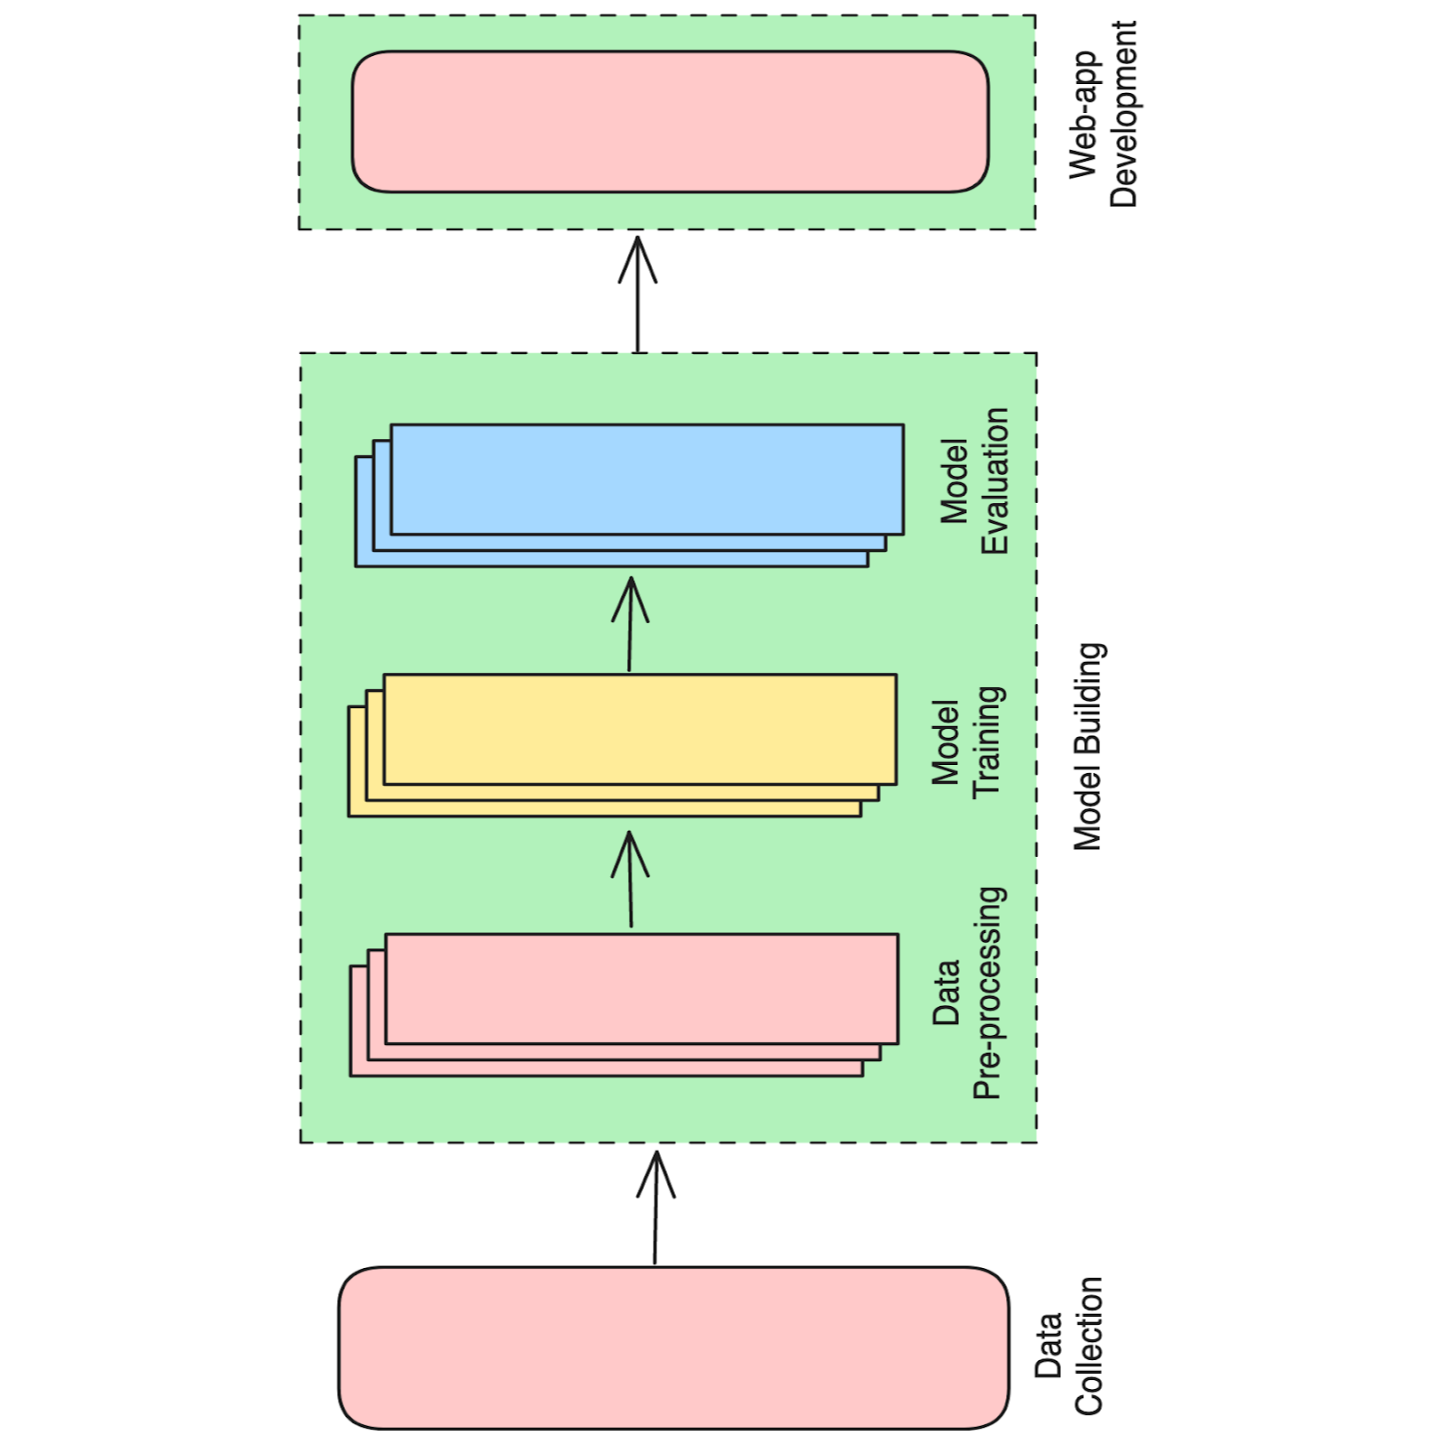 Data
Collection
Data
Pre-processing
Model
Training
Model
Evaluation
Model Building
Web-app
Development